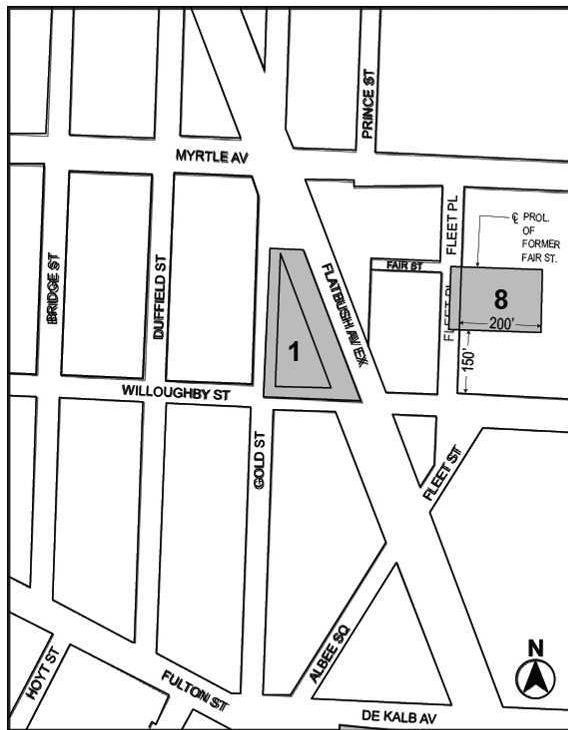 PRINCE ST
MYRTLE AV
FLEET PL
℄ PROL.
OF
FORMER
FAIR ST.
BRIDGE ST
DUFFIELD ST
FLATBUSH AV EX
FAIR ST
FLEET PL
8
200'
150'
1
WILLOUGHBY ST
GOLD ST
FLEET ST
ALBEE SQ
HOYT ST
FULTON ST
N
DE KALB AV